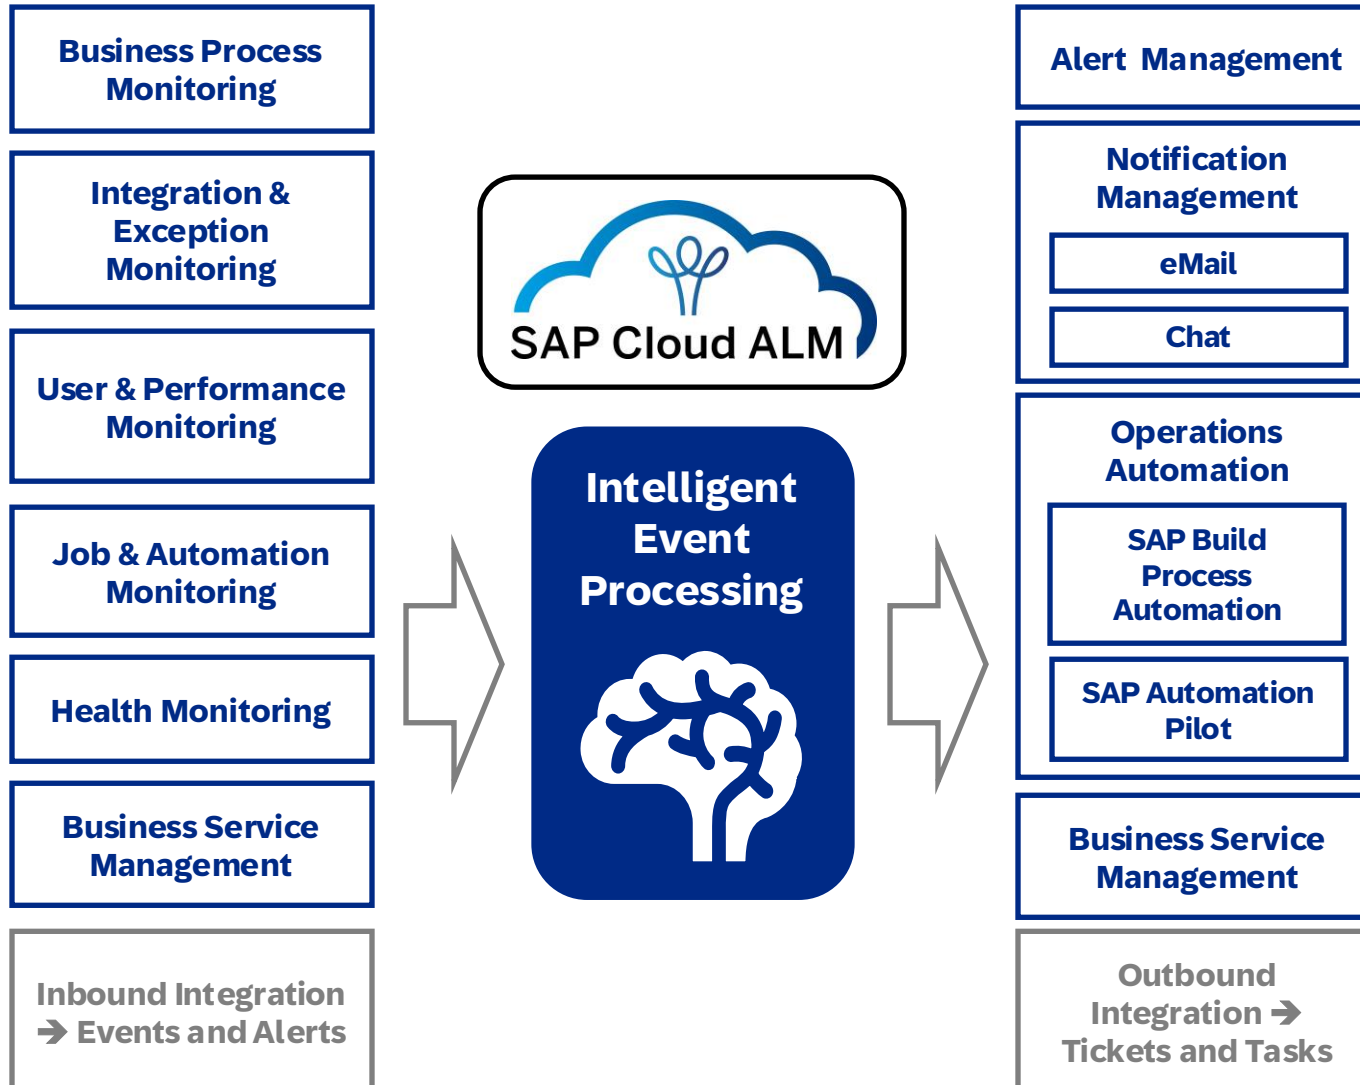 Business Process
Monitoring
Integration &
Exception
Monitoring
User & Performance
Monitoring
Job & Automation
Monitoring
Health Monitoring
Business Service
Management
Inbound Integration
➔ Events and Alerts
SAP Cloud ALM
Intelligent
Event
Processing
Alert Management
Notification
Management
eMail
Chat
Operations
Automation
SAP Build
Process
Automation
SAP Automation
Pilot
Business Service
Management
Outbound
Integration ➔
Tickets and Tasks